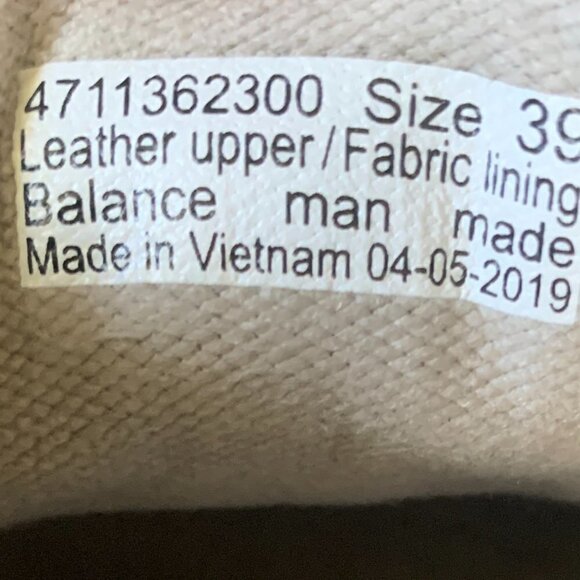 4711362300 Size 39
Leather upper/Fabric lining
Balance man made
Made in Vietnam 04-05-2019